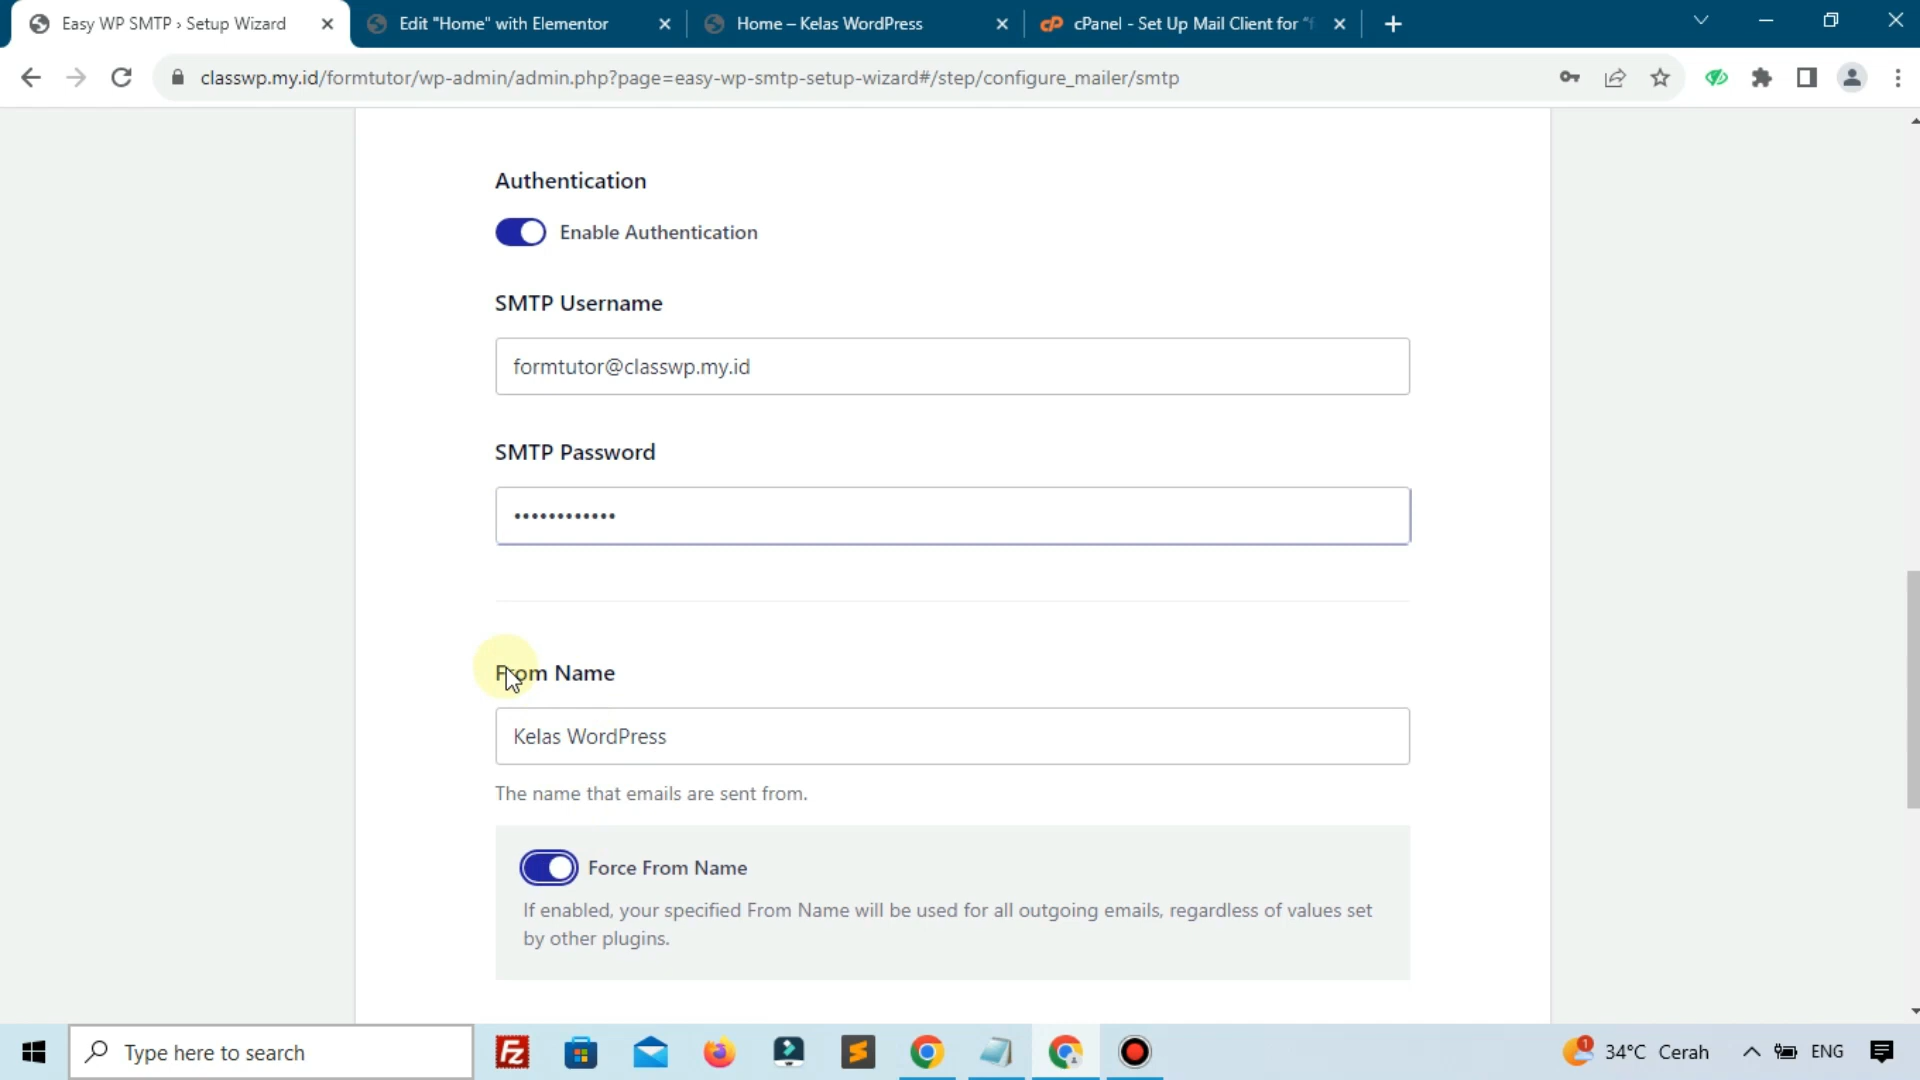 Easy WP SMTP › Setup Wizard
Edit "Home" with Elementor
Home – Kelas WordPress
cPanel - Set Up Mail Client for "f
classwp.my.id/formtutor/wp-admin/admin.php?page=easy-wp-smtp-setup-wizard#/step/configure_mailer/smtp
Authentication
Enable Authentication
SMTP Username
formtutor@classwp.my.id
SMTP Password
••••••••••••
From Name
Kelas WordPress
The name that emails are sent from.
Force From Name
If enabled, your specified From Name will be used for all outgoing emails, regardless of values set
by other plugins.
Type here to search
1
34°C Cerah
ENG